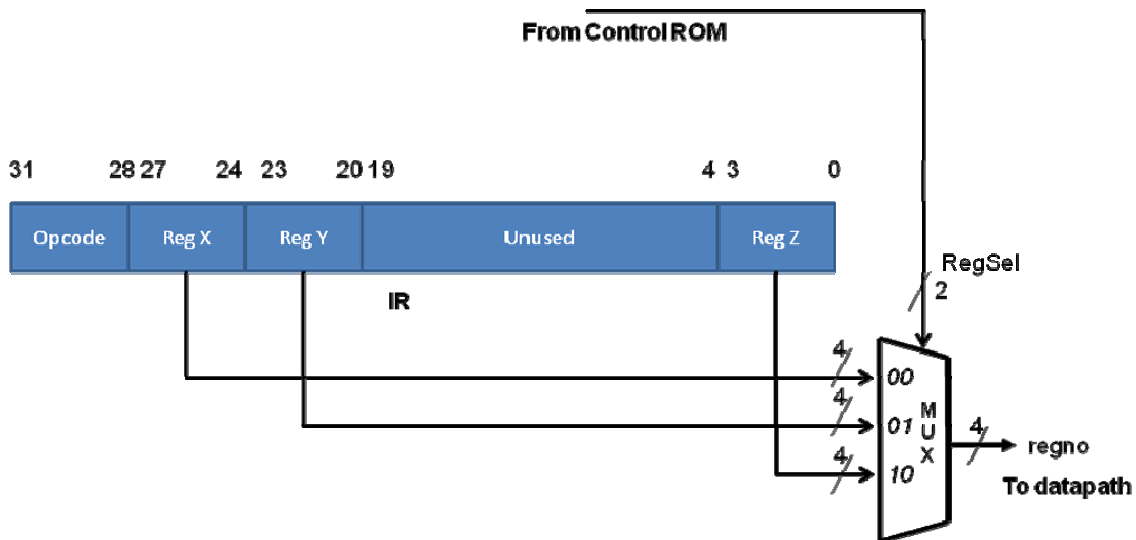 From Control ROM
31 28 27 24 23 20 19 4 3 0
Opcode Reg X Reg Y Unused Reg Z
RegSel
2
IR
4
00
4
01
4
10
MUX
4
regno
To datapath